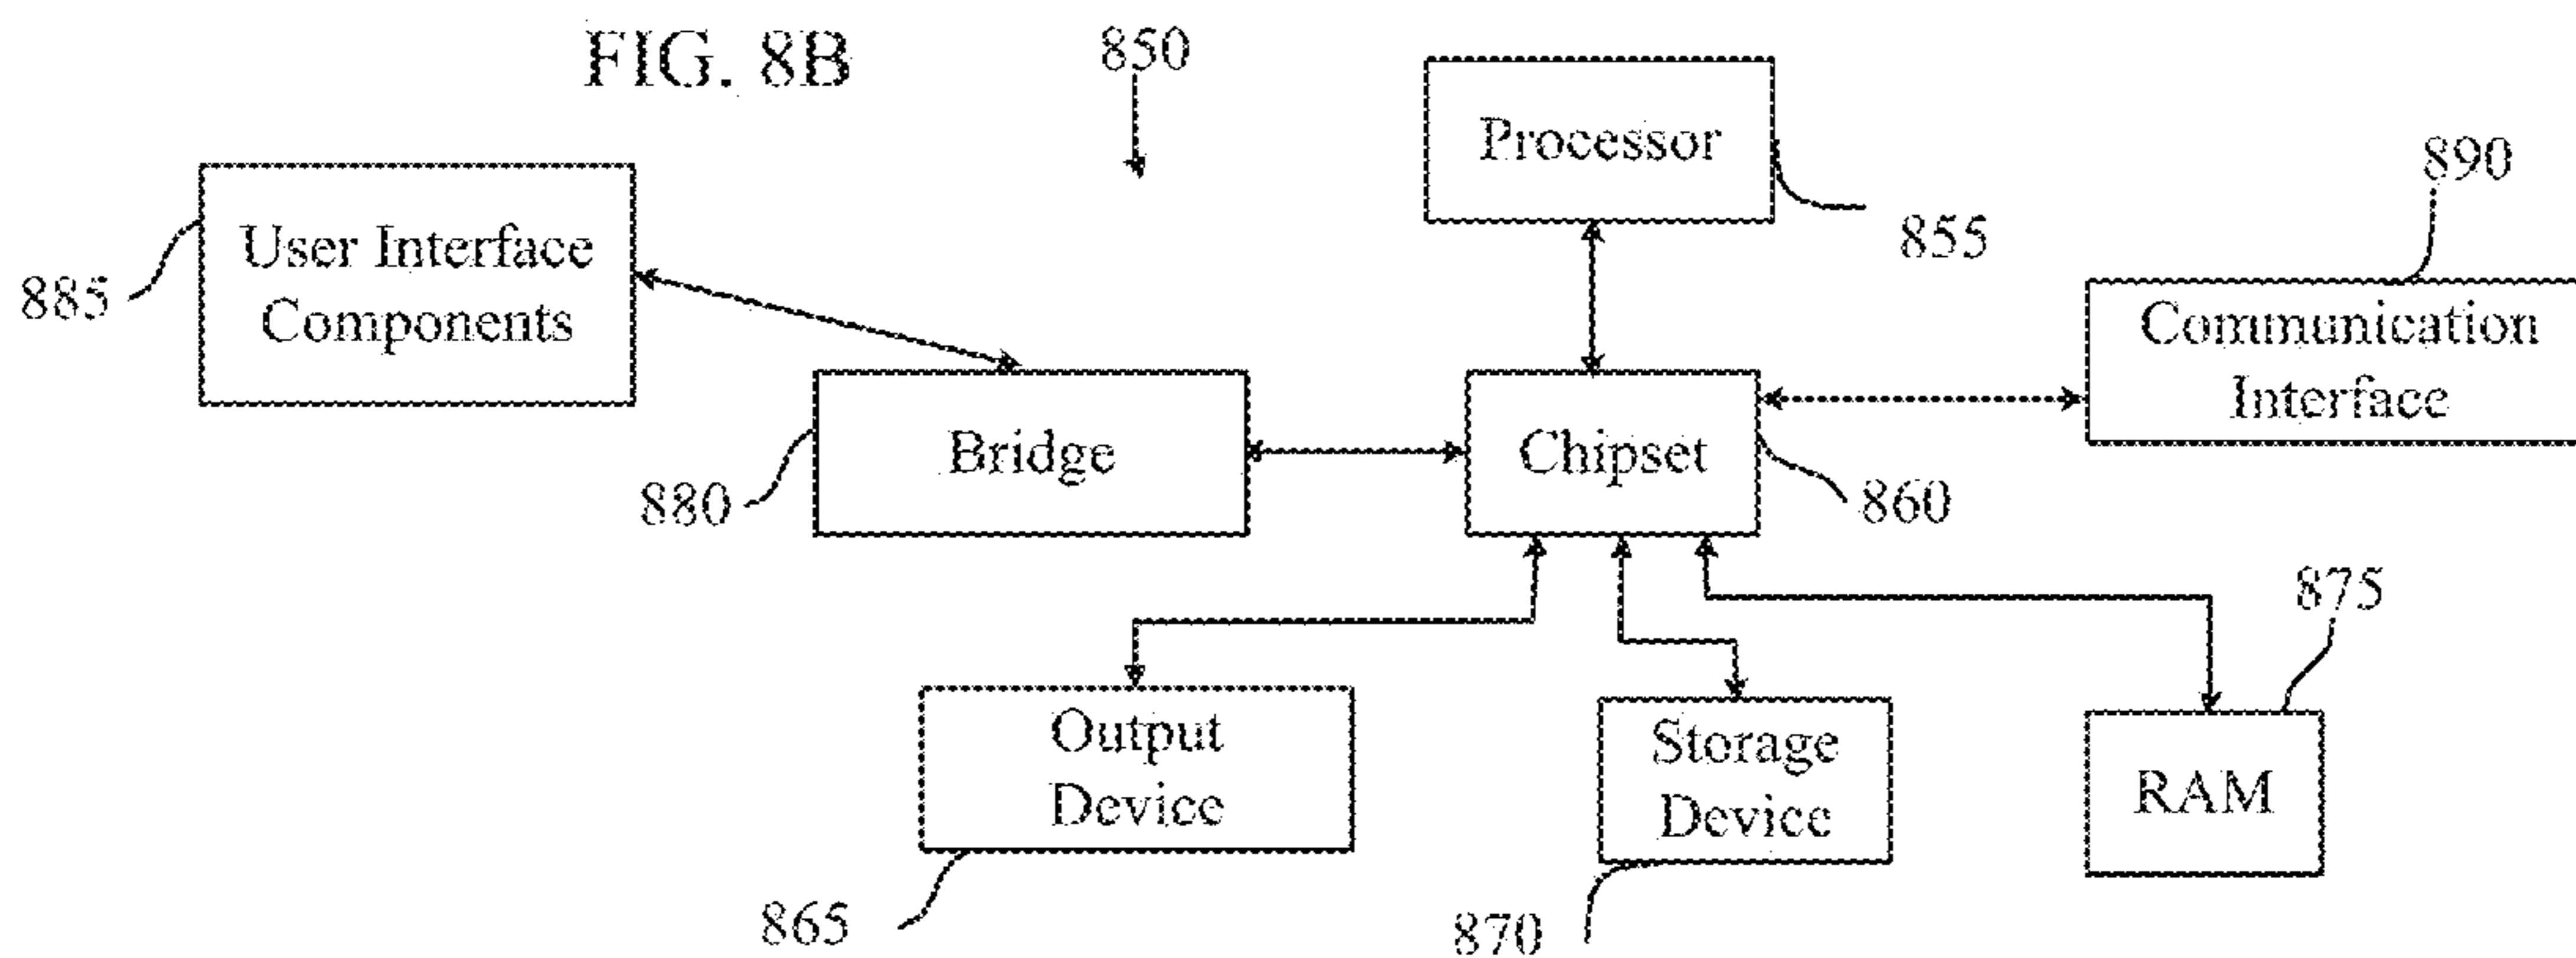 FIG. 8B
850
Processor
890
User Interface
Components
855
885
Communication
Interface
Bridge
Chipset
880
860
875
Output
Device
Storage
Device
RAM
865
870